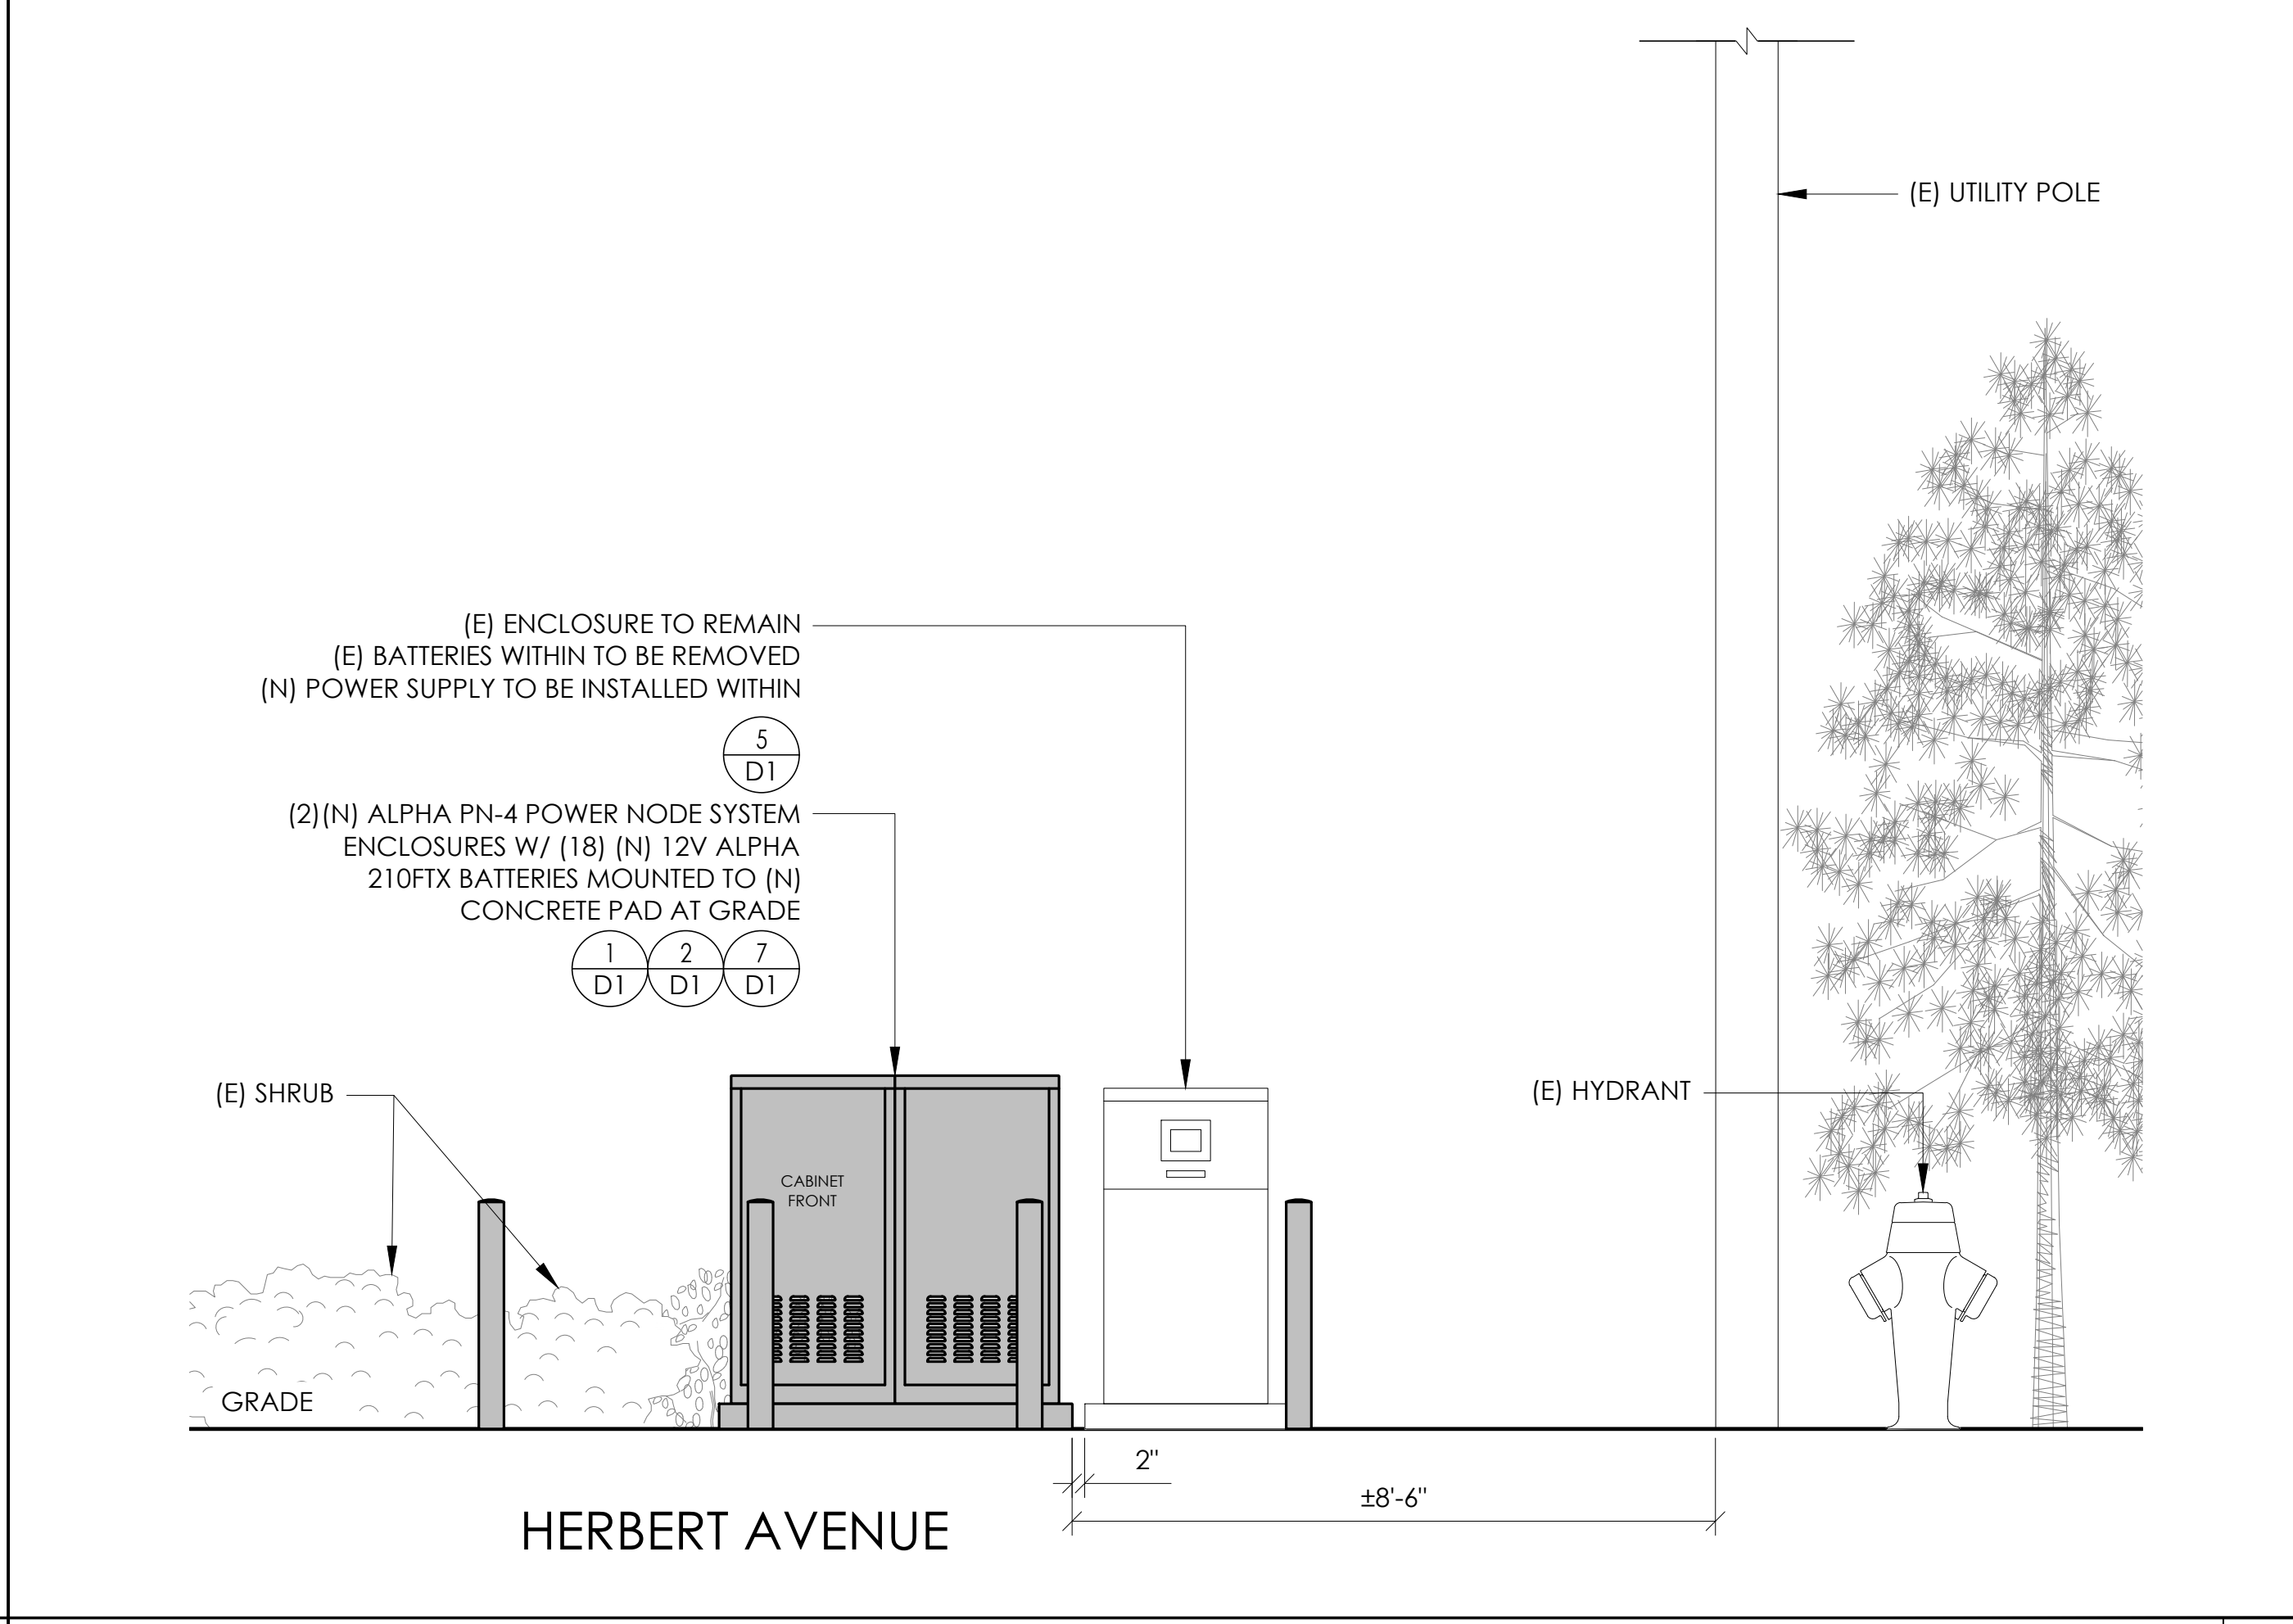 (E) UTILITY POLE
(E) ENCLOSURE TO REMAIN
(E) BATTERIES WITHIN TO BE REMOVED
(N) POWER SUPPLY TO BE INSTALLED WITHIN
5
D1
(2)(N) ALPHA PN-4 POWER NODE SYSTEM
ENCLOSURES W/ (18) (N) 12V ALPHA
210FTX BATTERIES MOUNTED TO (N)
CONCRETE PAD AT GRADE
1 2 7
D1 D1 D1
(E) SHRUB
(E) HYDRANT
CABINET
FRONT
GRADE
2"
±8'-6"
HERBERT AVENUE